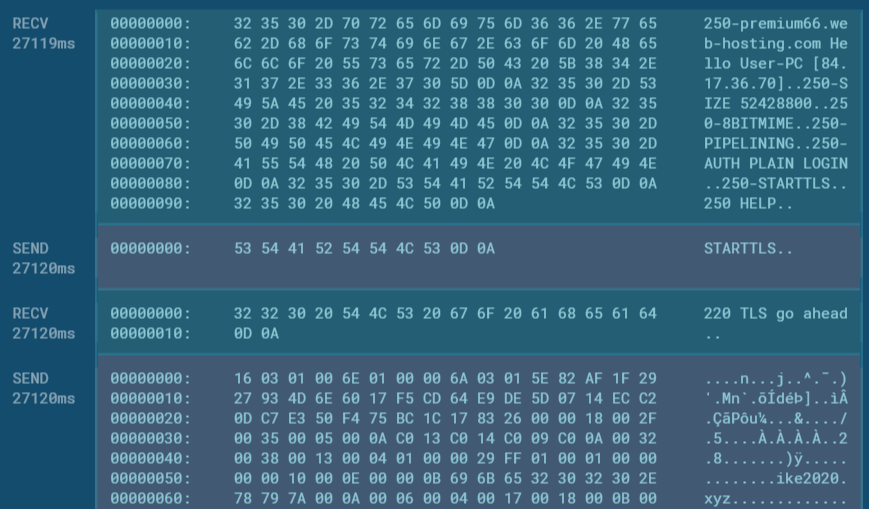 RECV 00000000: 32 35 30 2D 70 72 65 6D 69 75 6D 36 36 2E 77 65 250-premium66.we
27119ms 00000010: 62 2D 68 6F 73 74 69 6E 67 2E 63 6F 6D 20 48 65 b-hosting.com He
00000020: 6C 6C 6F 20 55 73 65 72 2D 50 43 20 5B 38 34 2E llo User-PC [84.
00000030: 31 37 2E 33 36 2E 37 30 5D 0D 0A 32 35 30 2D 53 17.36.70]..250-S
00000040: 49 5A 45 20 35 32 34 32 38 38 30 30 0D 0A 32 35 IZE 52428800..25
00000050: 30 2D 38 42 49 54 4D 49 4D 45 0D 0A 32 35 30 2D 0-8BITMIME..250-
00000060: 50 49 50 45 4C 49 4E 49 4E 47 0D 0A 32 35 30 2D PIPELINING..250-
00000070: 41 55 54 48 20 50 4C 41 49 4E 20 4C 4F 47 49 4E AUTH PLAIN LOGIN
00000080: 0D 0A 32 35 30 2D 53 54 41 52 54 54 4C 53 0D 0A ..250-STARTTLS..
00000090: 32 35 30 20 48 45 4C 50 0D 0A 250 HELP..
SEND 00000000: 53 54 41 52 54 54 4C 53 0D 0A STARTTLS..
27120ms
RECV 00000000: 32 32 30 20 54 4C 53 20 67 6F 20 61 68 65 61 64 220 TLS go ahead
27120ms 00000010: 0D 0A ..
SEND 00000000: 16 03 01 00 6E 01 00 00 6A 03 01 5E 82 AF 1F 29 ....n...j..^.¯.)
27120ms 00000010: 27 93 4D 6E 60 17 F5 CD 64 E9 DE 5D 07 14 EC C2 '.Mn`.õÍdéÞ]..ìÂ
00000020: 0D C7 E3 50 F4 75 BC 1C 17 83 26 00 00 18 00 2F .ÇãPôu¼...&..../
00000030: 00 35 00 05 00 0A C0 13 C0 14 C0 09 C0 0A 00 32 .5....À.À.À.À..2
00000040: 00 38 00 13 00 04 01 00 00 29 FF 01 00 01 00 00 .8.......)ÿ.....
00000050: 00 00 10 00 0E 00 00 0B 69 6B 65 32 30 32 30 2E ........ike2020.
00000060: 78 79 7A 00 0A 00 06 00 04 00 17 00 18 00 0B 00 xyz.............